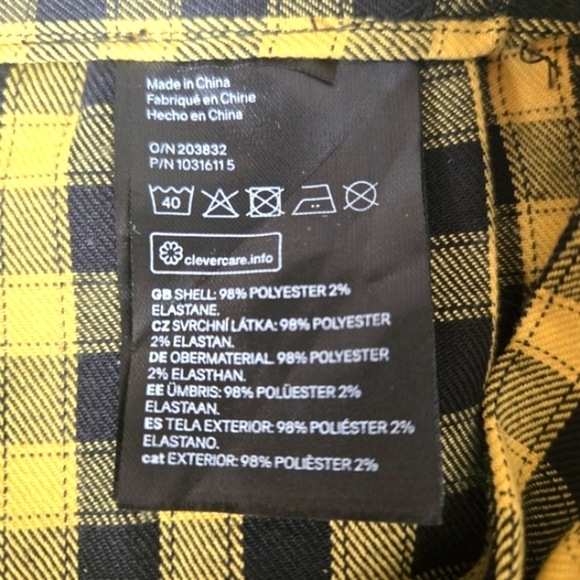 Made in China
Fabriqué en Chine
Hecho en China
O/N 203832
P/N 1031611 5
40
clevercare.info
GB SHELL: 98% POLYESTER 2%
ELASTANE.
CZ SVRCHNÍ LÁTKA: 98% POLYESTER
2% ELASTAN.
DE OBERMATERIAL. 98% POLYESTER
2% ELASTHAN.
EE ÜMBRIS: 98% POLÜESTER 2%
ELASTAAN.
ES TELA EXTERIOR: 98% POLIÉSTER 2%
ELASTANO.
cat EXTERIOR: 98% POLIÈSTER 2%